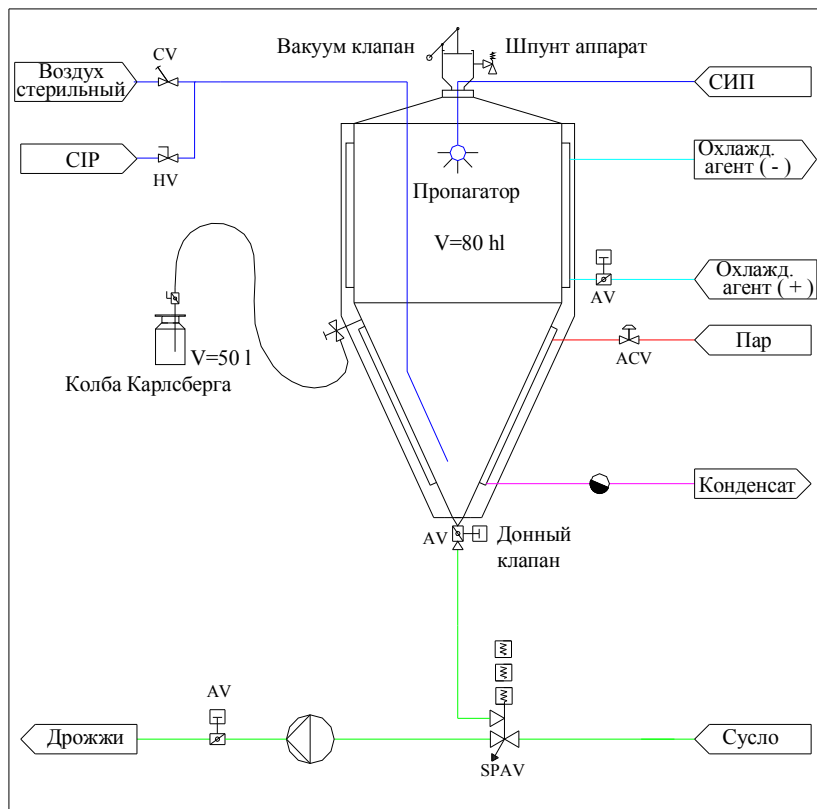 CV
Вакуум клапан
Шпунт аппарат
Воздух
стерильный
СИП
CIP
HV
Охлажд.
агент ( - )
Пропагатор
V=80 hl
Охлажд.
агент ( + )
AV
V=50 l
Колба Карлсберга
Пар
ACV
Конденсат
AV
Донный
клапан
AV
Дрожжи
Сусло
SPAV